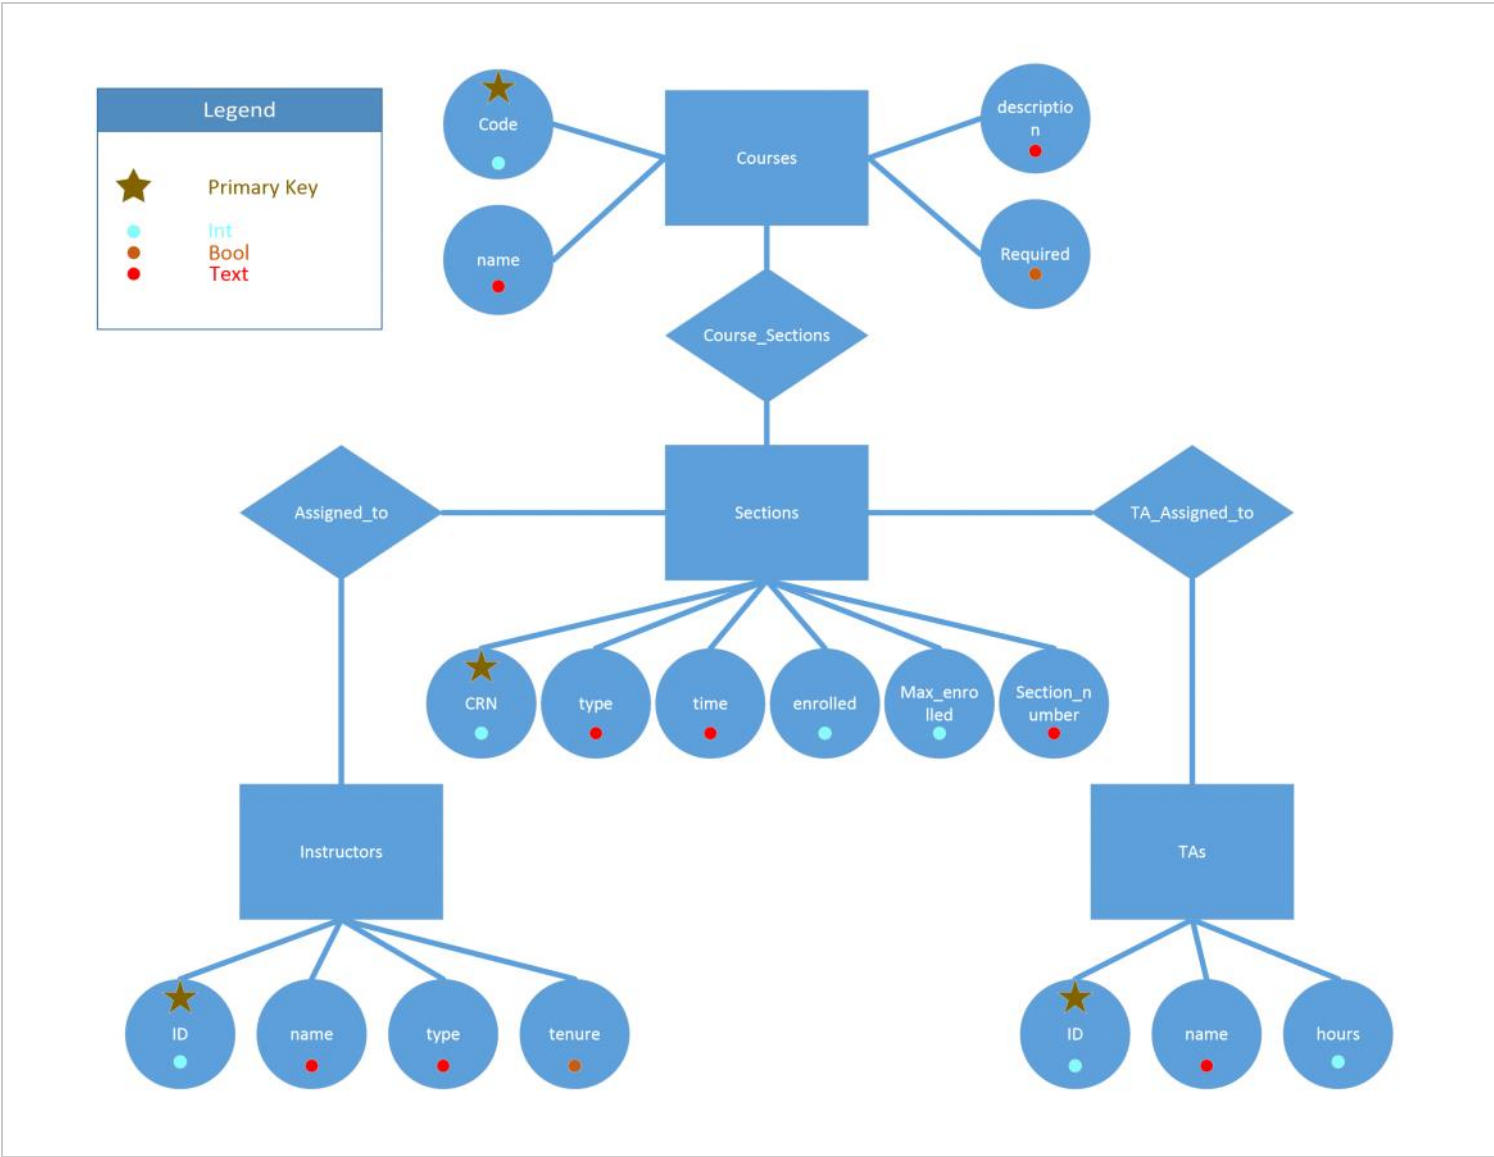 Legend
Primary Key
Int
Bool
Text
Code
name
Courses
descriptio
n
Required
Course_Sections
Assigned_to
Sections
TA_Assigned_to
CRN
type
time
enrolled
Max_enro
lled
Section_n
umber
Instructors
TAs
ID
name
type
tenure
ID
name
hours